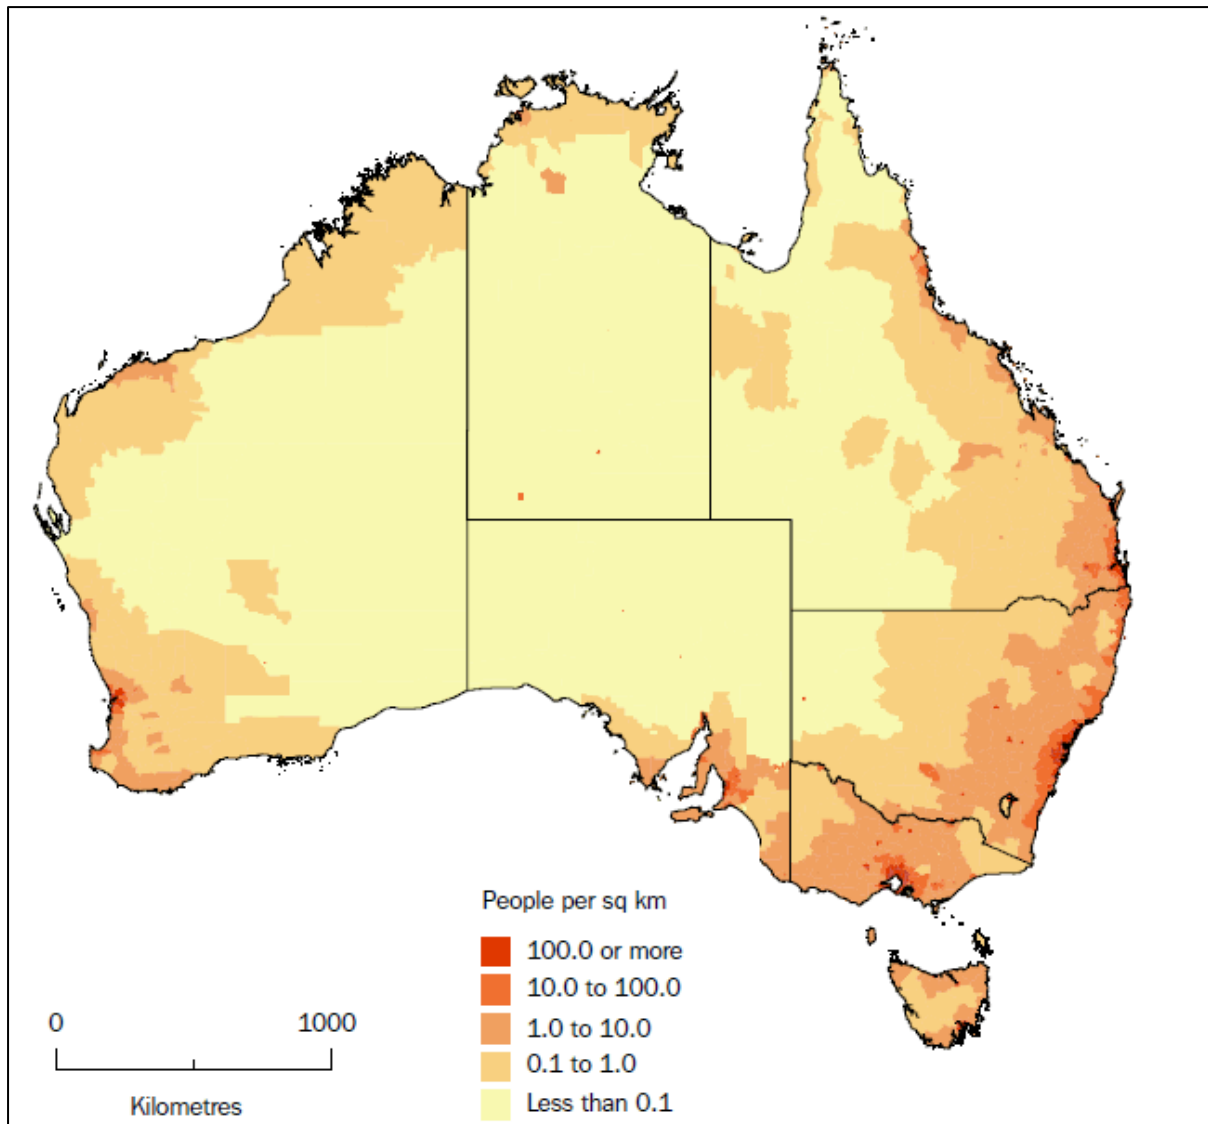 People per sq km
100.0 or more
10.0 to 100.0
1.0 to 10.0
0.1 to 1.0
Less than 0.1
0 1000
Kilometres